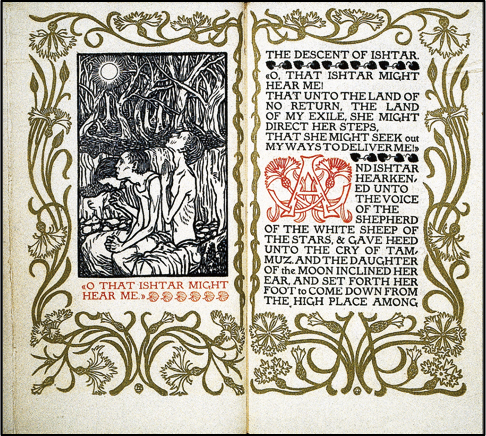 «O THAT ISHTAR MIGHT
HEAR ME.»
THE DESCENT OF ISHTAR.
«O, THAT ISHTAR MIGHT
HEAR ME!
THAT UNTO THE LAND OF
NO RETURN, THE LAND
OF MY EXILE, SHE MIGHT
DIRECT HER STEPS,
THAT SHE MIGHT SEEK out
MY WAYS TO DELIVER ME!»
AND ISHTAR
HEARKEN-
ED UNTO
THE VOICE
OF THE
SHEPHERD
OF THE WHITE SHEEP OF
THE STARS, & GAVE HEED
UNTO THE CRY OF TAM-
MUZ. AND THE DAUGHTER
OF the MOON INCLINED HER
EAR, AND SET FORTH HER
FOOT to COME DOWN FROM
THE HIGH PLACE AMONG